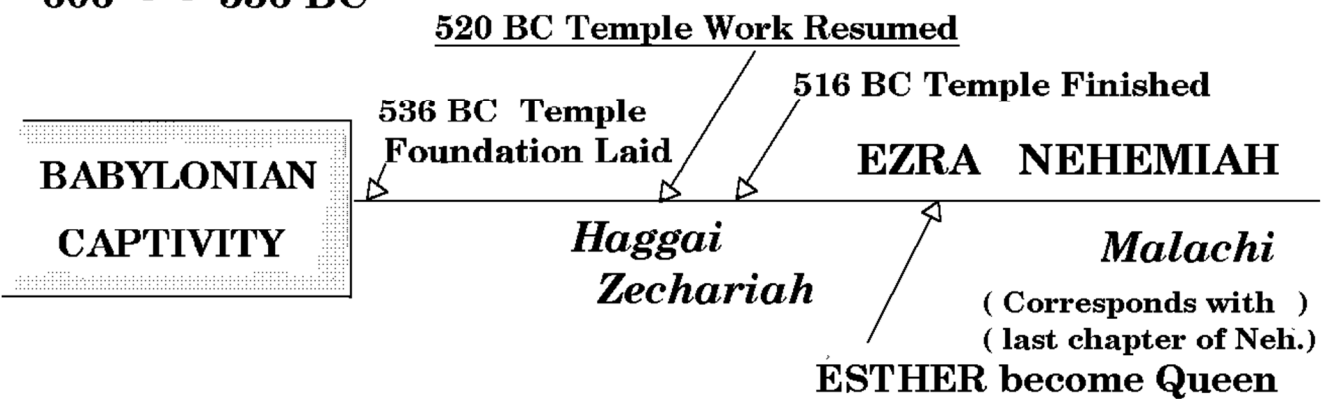 520 BC Temple Work Resumed
516 BC Temple Finished
536 BC Temple
Foundation Laid
BABYLONIAN
CAPTIVITY
EZRA NEHEMIAH
Haggai
Zechariah
Malachi
( Corresponds with )
( last chapter of Neh.)
ESTHER become Queen